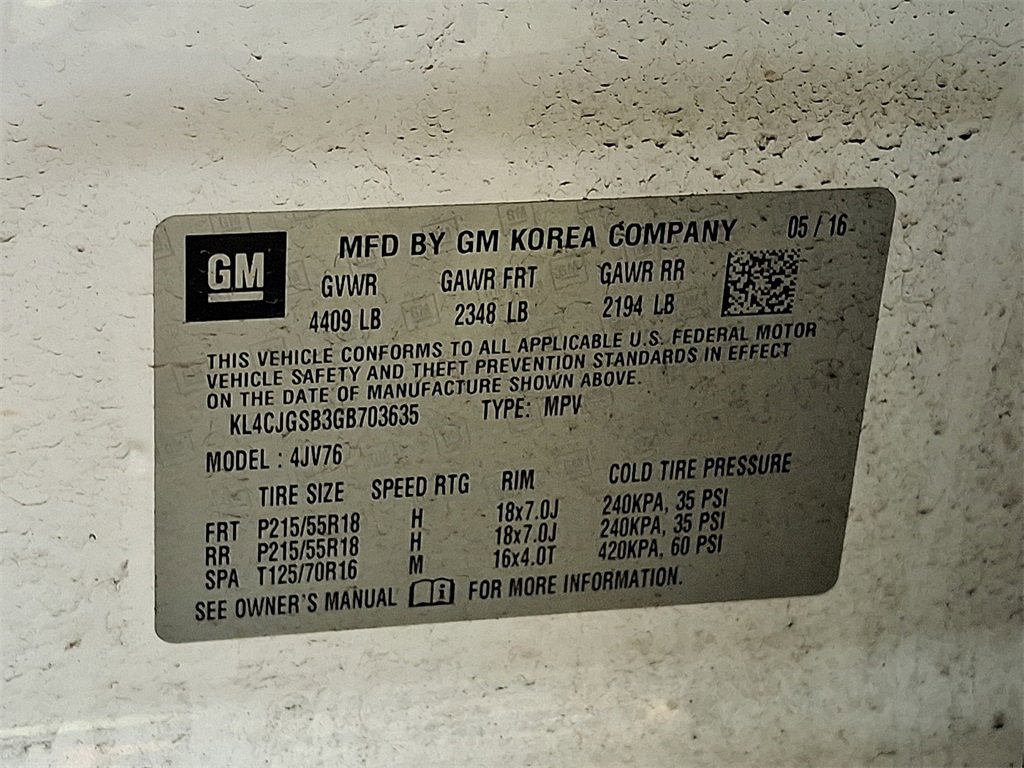 GM
MFD BY GM KOREA COMPANY 05 / 16
GVWR GAWR FRT GAWR RR
4409 LB 2348 LB 2194 LB
THIS VEHICLE CONFORMS TO ALL APPLICABLE U.S. FEDERAL MOTOR
VEHICLE SAFETY AND THEFT PREVENTION STANDARDS IN EFFECT
ON THE DATE OF MANUFACTURE SHOWN ABOVE.
KL4CJGSB3GB703635 TYPE: MPV
MODEL : 4JV76
TIRE SIZE SPEED RTG RIM COLD TIRE PRESSURE
FRT P215/55R18 H 18x7.0J 240KPA, 35 PSI
RR P215/55R18 H 18x7.0J 240KPA, 35 PSI
SPA T125/70R16 M 16x4.0T 420KPA, 60 PSI
SEE OWNER'S MANUAL i FOR MORE INFORMATION.